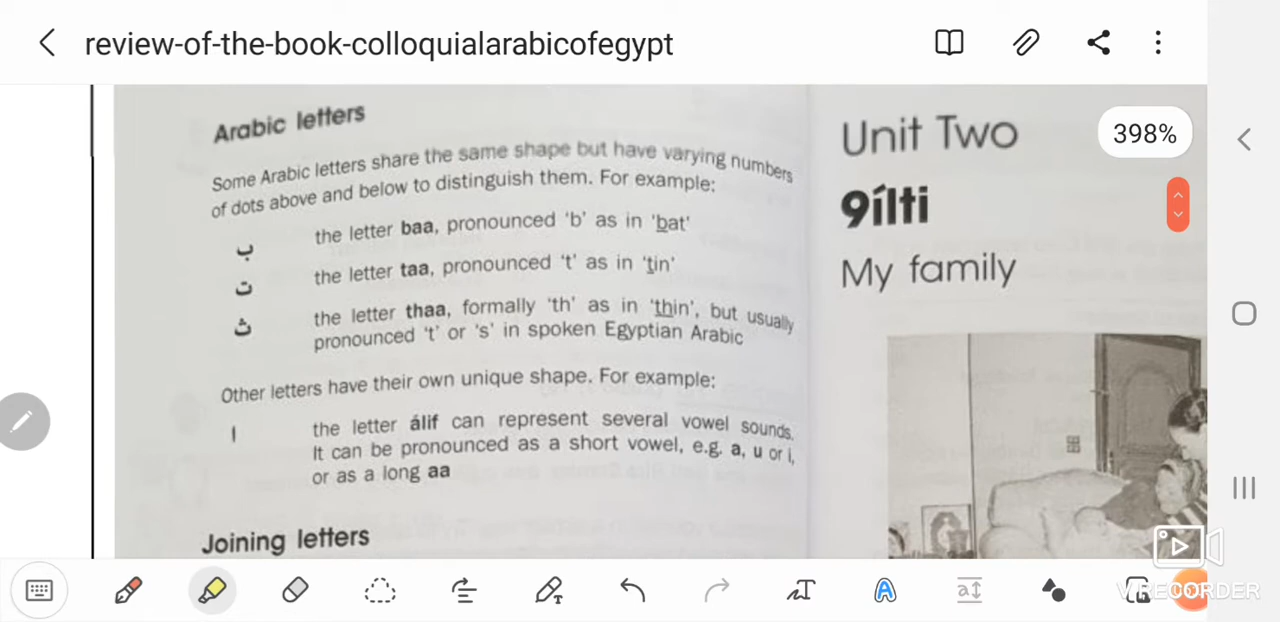 review-of-the-book-colloquialarabicofegypt
398%
Arabic letters
Some Arabic letters share the same shape but have varying numbers
of dots above and below to distinguish them. For example:
ب the letter baa, pronounced ‘b’ as in ‘bat’
ت the letter taa, pronounced ‘t’ as in ‘tin’
ث the letter thaa, formally ‘th’ as in ‘thin’, but usually
pronounced ‘t’ or ‘s’ in spoken Egyptian Arabic
Other letters have their own unique shape. For example:
ا the letter álif can represent several vowel sounds.
It can be pronounced as a short vowel, e.g. a, u or i,
or as a long aa
Joining letters
Unit Two
9ílti
My family
V RECORDER